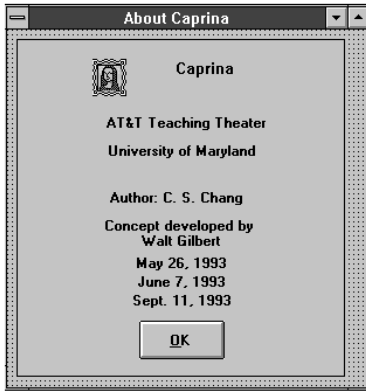 About Caprina
Caprina
AT&T Teaching Theater
University of Maryland
Author: C. S. Chang
Concept developed by
Walt Gilbert
May 26, 1993
June 7, 1993
Sept. 11, 1993
OK